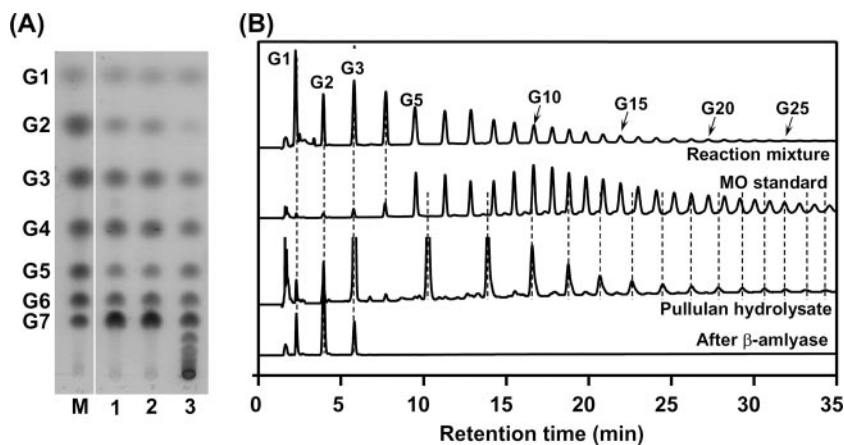 (A)
G1
G2
G3
G4
G5
G6
G7
M 1 2 3
(B)
G1
G2
G3
G5
G10
G15
G20
G25
Reaction mixture
MO standard
Pullulan hydrolysate
After β-amlyase
0 5 10 15 20 25 30 35
Retention time (min)